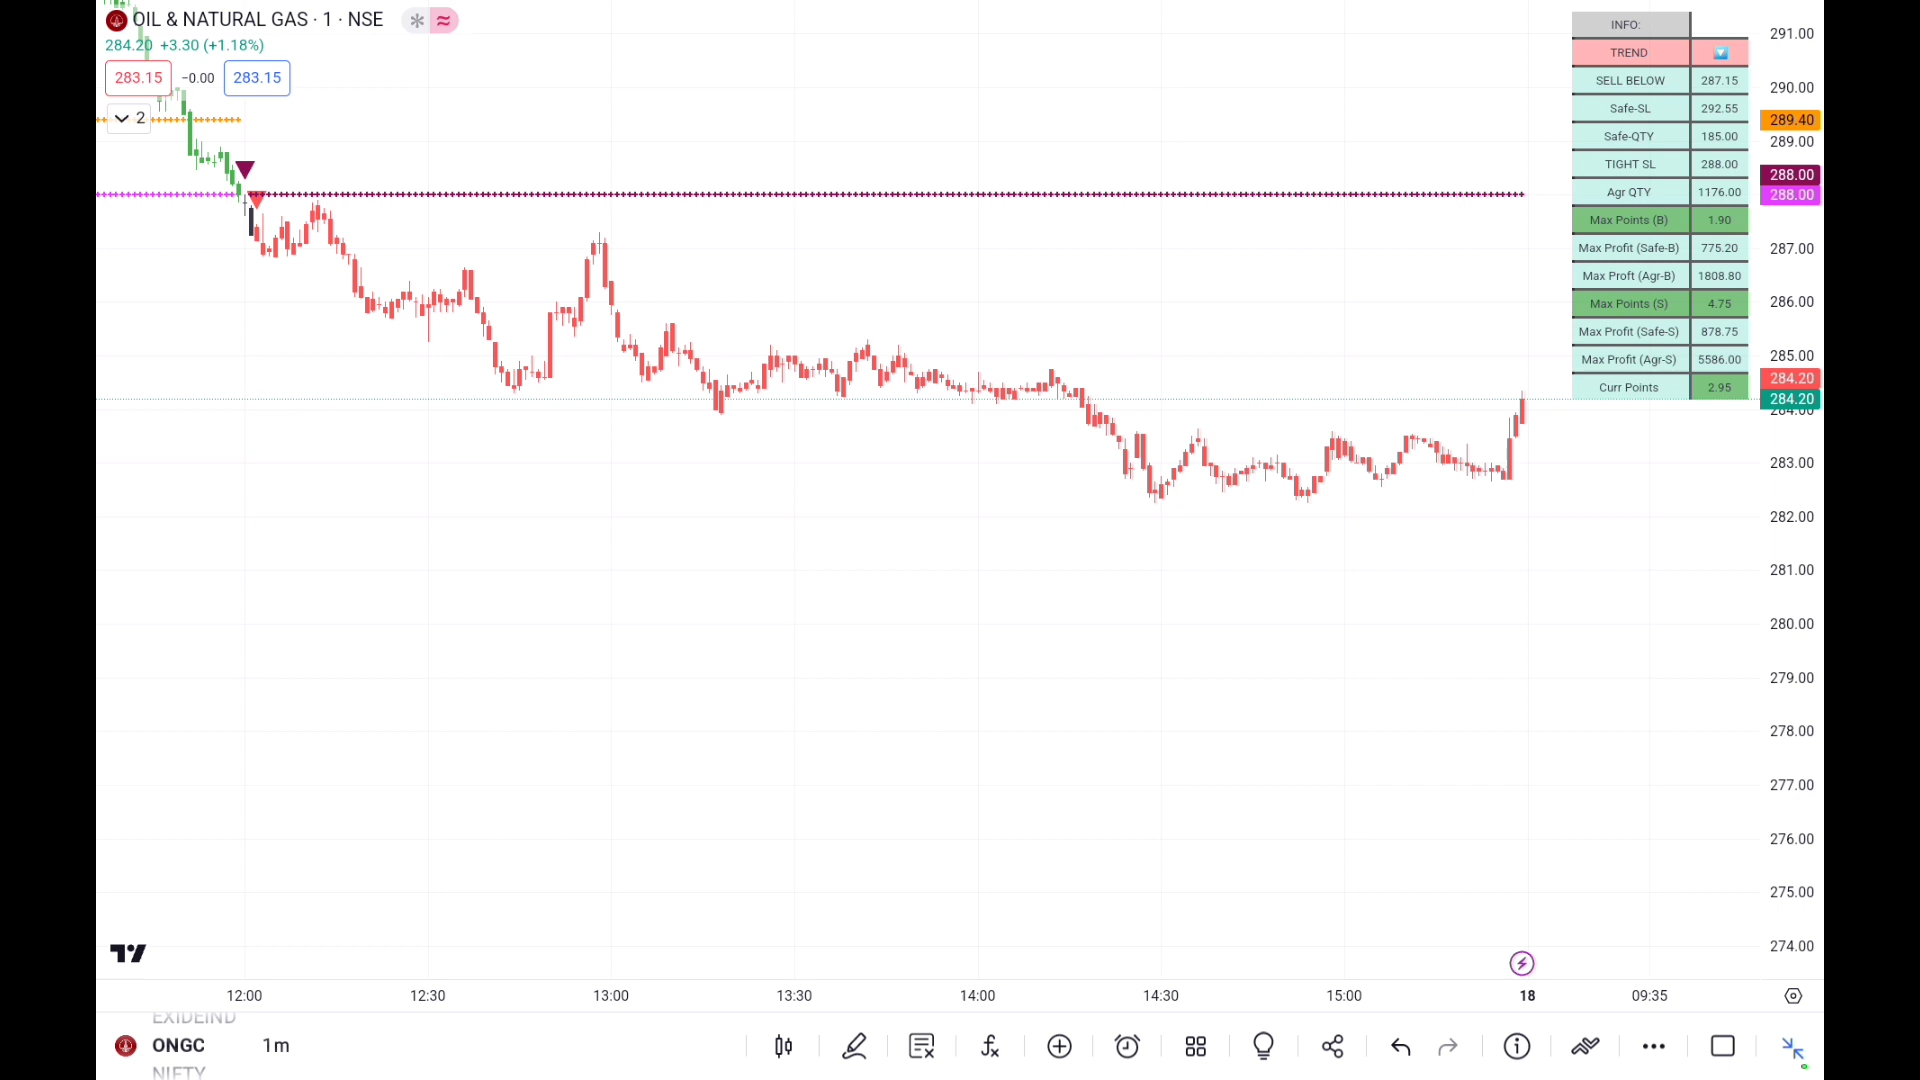 OIL & NATURAL GAS · 1 · NSE
284.20 +3.30 (+1.18%)
283.15 −0.00 283.15
2
INFO:
TREND
SELL BELOW 287.15
Safe-SL 292.55
Safe-QTY 185.00
TIGHT SL 288.00
Agr QTY 1176.00
Max Points (B) 1.90
Max Profit (Safe-B) 775.20
Max Proft (Agr-B) 1808.80
Max Points (S) 4.75
Max Profit (Safe-S) 878.75
Max Profit (Agr-S) 5586.00
Curr Points 2.95
291.00
290.00
289.40
289.00
288.00
288.00
287.00
286.00
285.00
284.20
284.20
284.00
283.00
282.00
281.00
280.00
279.00
278.00
277.00
276.00
275.00
274.00
12:00 12:30 13:00 13:30 14:00 14:30 15:00 18 09:35
EXIDEIND
ONGC 1m
NIFTY